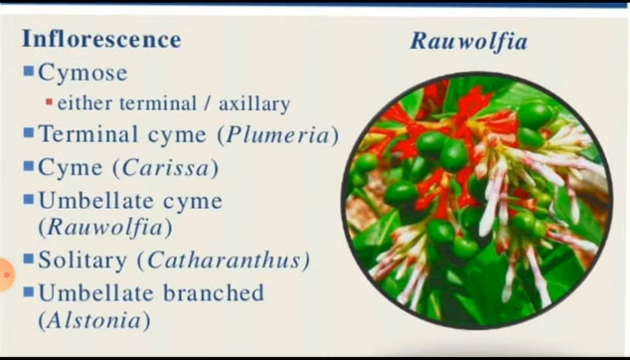 Inflorescence
Cymose
either terminal / axillary
Terminal cyme (Plumeria)
Cyme (Carissa)
Umbellate cyme
(Rauwolfia)
Solitary (Catharanthus)
Umbellate branched
(Alstonia)
Rauwolfia